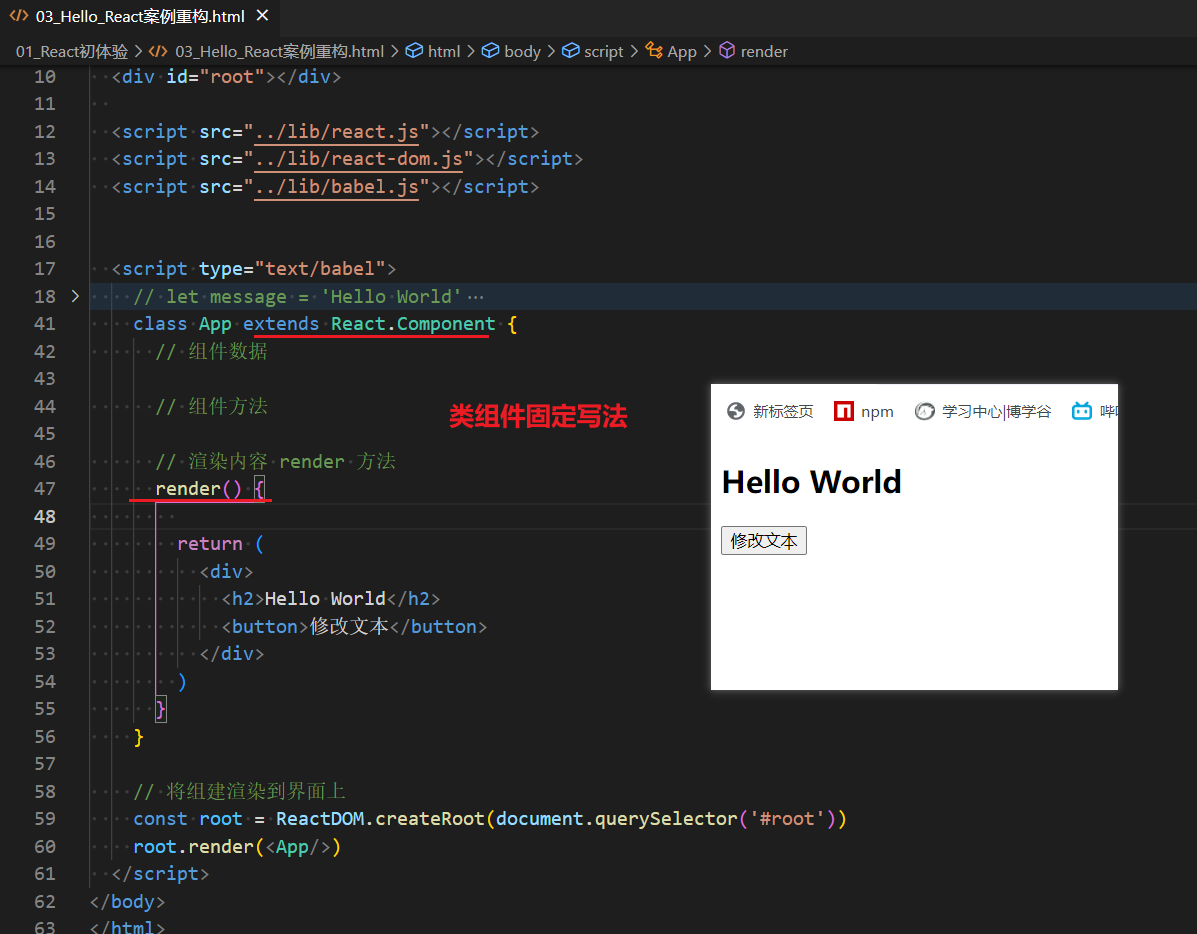 03_Hello_React案例重构.html
01_React初体验 > 03_Hello_React案例重构.html > html > body > script > App > render
10 <div id="root"></div>
11
12 <script src="../lib/react.js"></script>
13 <script src="../lib/react-dom.js"></script>
14 <script src="../lib/babel.js"></script>
15
16
17 <script type="text/babel">
18 // let message = 'Hello World' ...
41 class App extends React.Component {
42 // 组件数据
43
44 // 组件方法
类组件固定写法
45
46 // 渲染内容 render 方法
47 render() {
48
49 return (
50 <div>
51 <h2>Hello World</h2>
52 <button>修改文本</button>
53 </div>
54 )
55 }
56 }
57
58 // 将组建渲染到界面上
59 const root = ReactDOM.createRoot(document.querySelector('#root'))
60 root.render(<App/>)
61 </script>
62 </body>
63 </html>
新标签页 npm 学习中心|博学谷
Hello World
修改文本